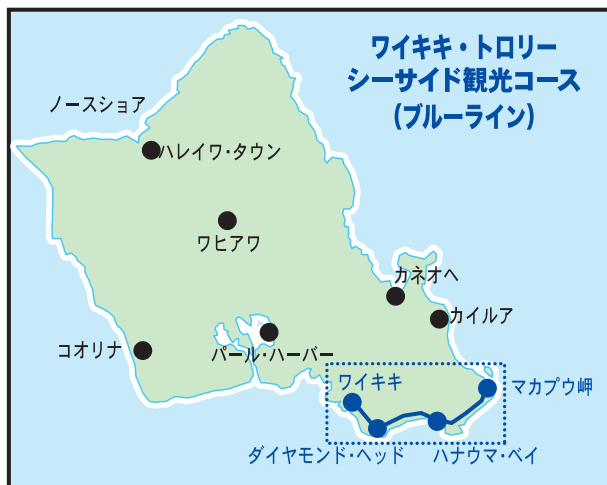 ワイキキ・トロリー
シーサイド観光コース
(ブルーライン)
ノースショア
ハレイワ・タウン
ワヒアワ
カネオヘ
カイルア
コオリナ
パール・ハーバー
ワイキキ
マカプウ岬
ダイヤモンド・ヘッド
ハナウマ・ベイ